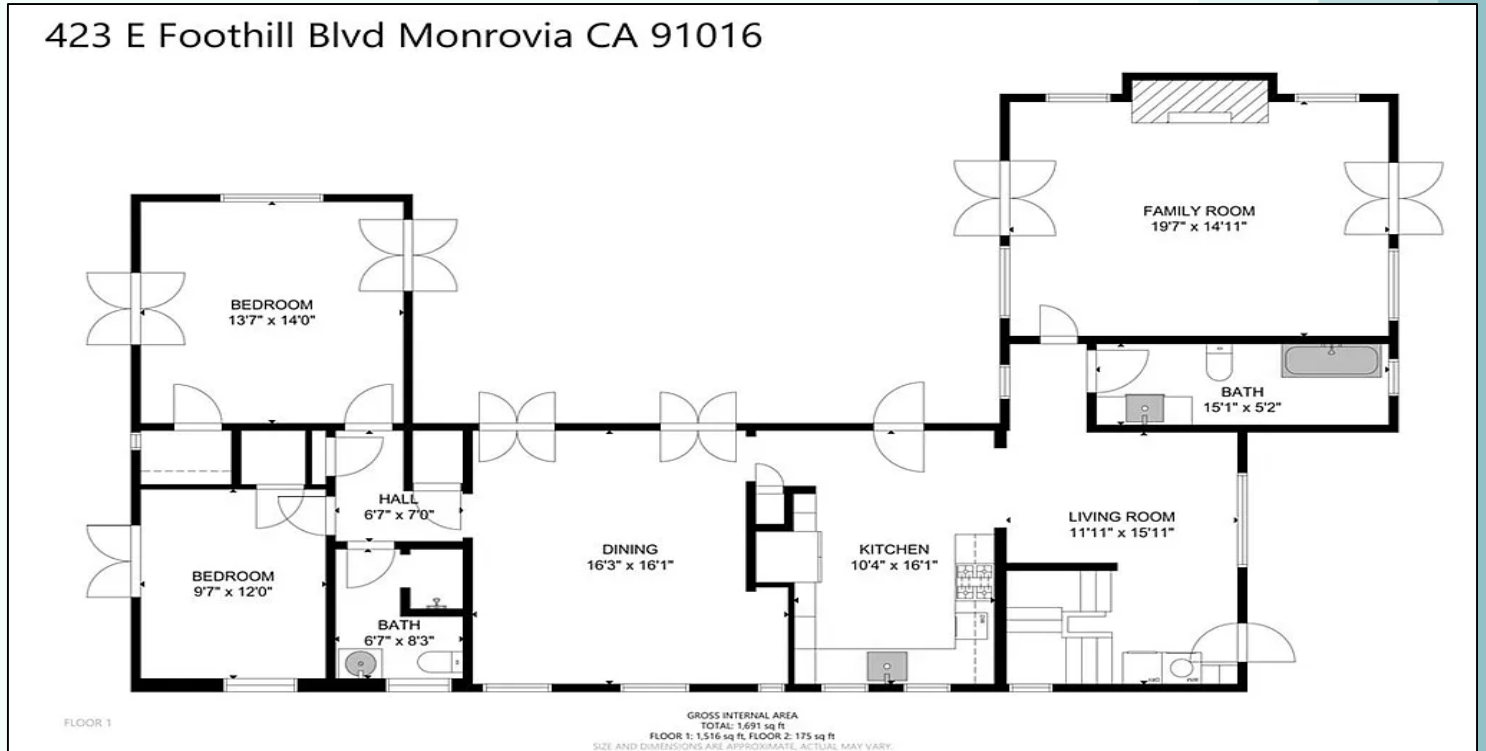 423 E Foothill Blvd Monrovia CA 91016
FAMILY ROOM
19'7" x 14'11"
BEDROOM
13'7" x 14'0"
BATH
15'1" x 5'2"
HALL
6'7" x 7'0"
LIVING ROOM
11'11" x 15'11"
DINING
16'3" x 16'1"
KITCHEN
10'4" x 16'1"
BEDROOM
9'7" x 12'0"
BATH
6'7" x 8'3"
FLOOR 1
GROSS INTERNAL AREA
TOTAL: 1,691 sq ft
FLOOR 1: 1,516 sq ft, FLOOR 2: 175 sq ft
SIZE AND DIMENSIONS ARE APPROXIMATE, ACTUAL MAY VARY.